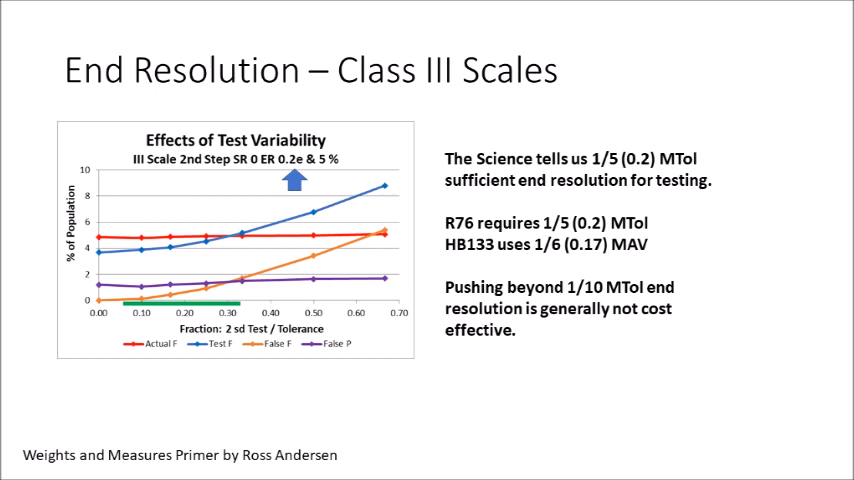 End Resolution – Class III Scales
Effects of Test Variability
III Scale 2nd Step SR 0 ER 0.2e & 5 %
% of Population
10
8
6
4
2
0
0.00 0.10 0.20 0.30 0.40 0.50 0.60 0.70
Fraction: 2 sd Test / Tolerance
Actual F Test F False F False P
The Science tells us 1/5 (0.2) MTol
sufficient end resolution for testing.
R76 requires 1/5 (0.2) MTol
HB133 uses 1/6 (0.17) MAV
Pushing beyond 1/10 MTol end
resolution is generally not cost
effective.
Weights and Measures Primer by Ross Andersen